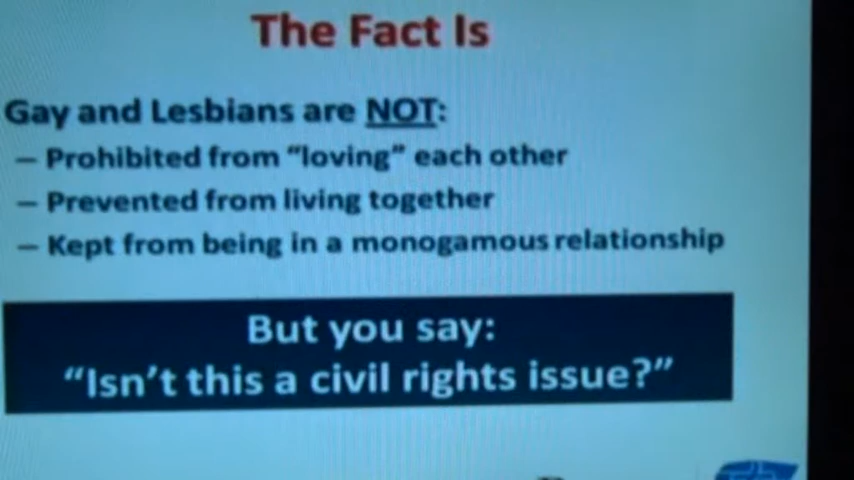 The Fact Is
Gay and Lesbians are NOT:
– Prohibited from "loving" each other
– Prevented from living together
– Kept from being in a monogamous relationship
But you say:
"Isn't this a civil rights issue?"